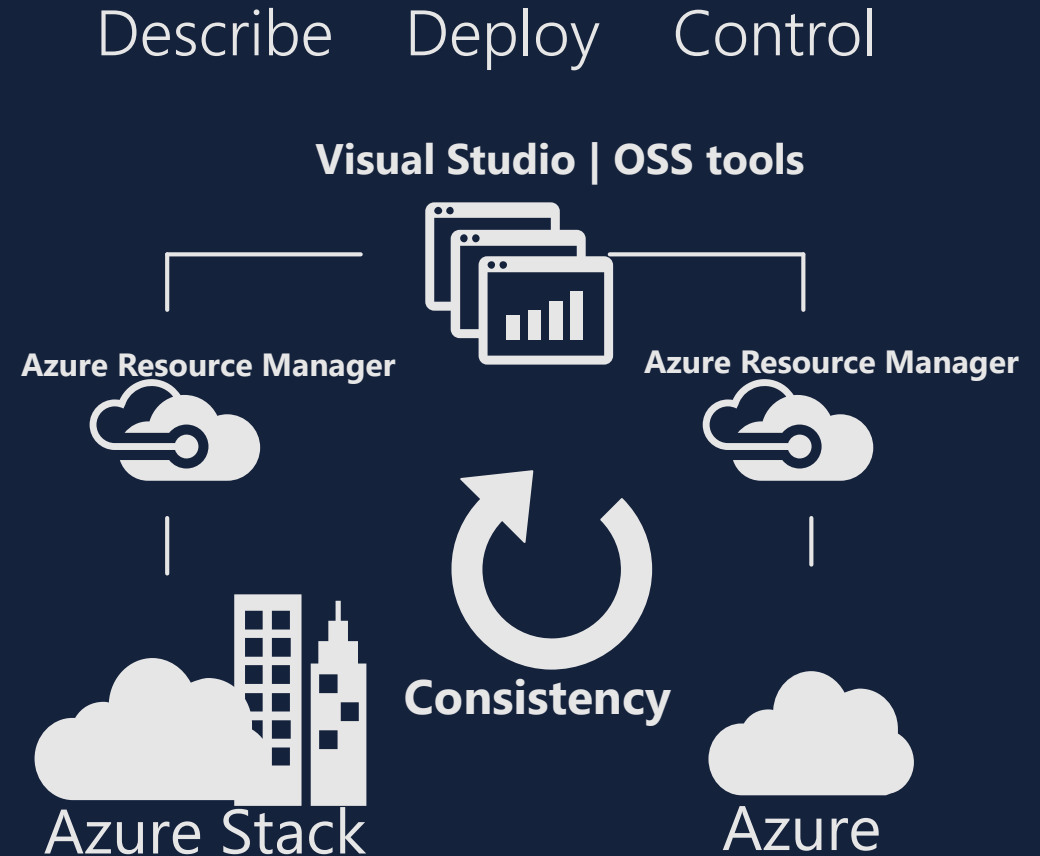 Describe Deploy Control
Visual Studio | OSS tools
Azure Resource Manager
Azure Resource Manager
Consistency
Azure Stack
Azure